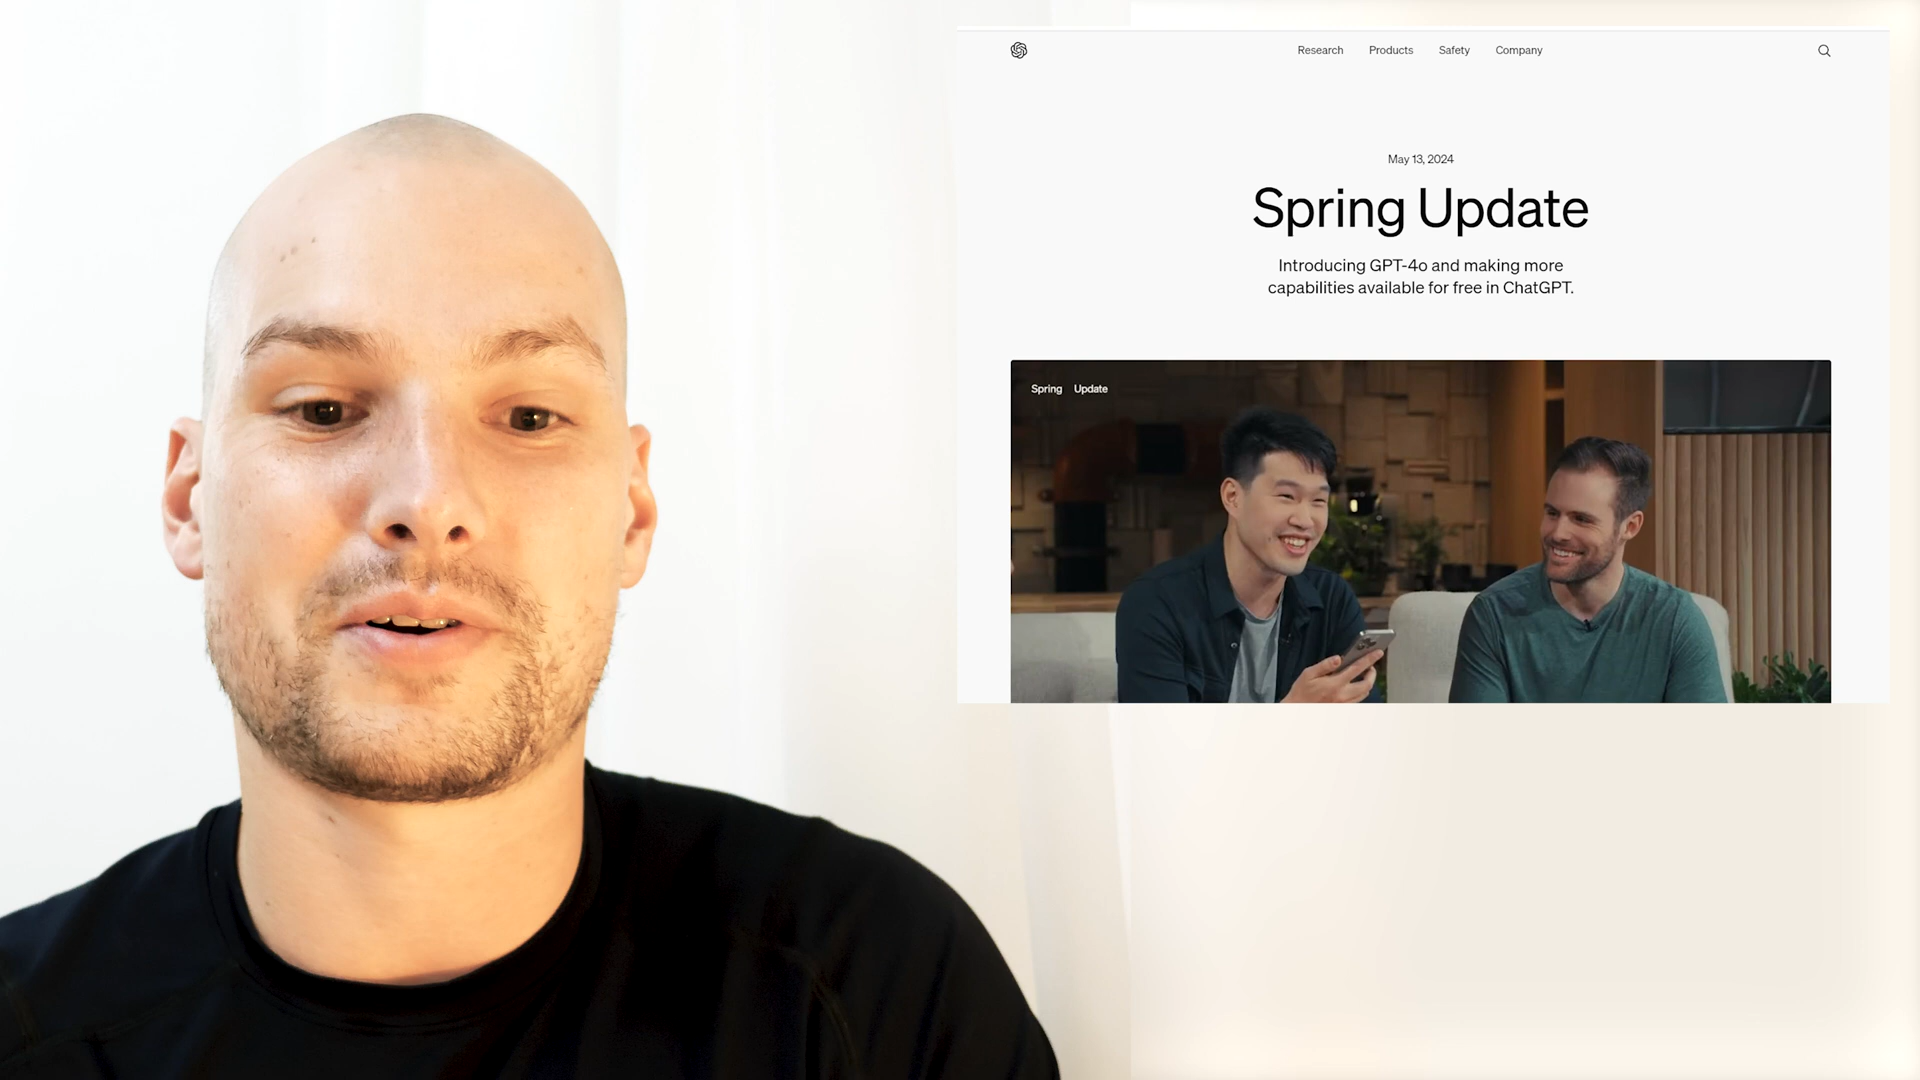 Research Products Safety Company
May 13, 2024
Spring Update
Introducing GPT-4o and making more
capabilities available for free in ChatGPT.
Spring Update